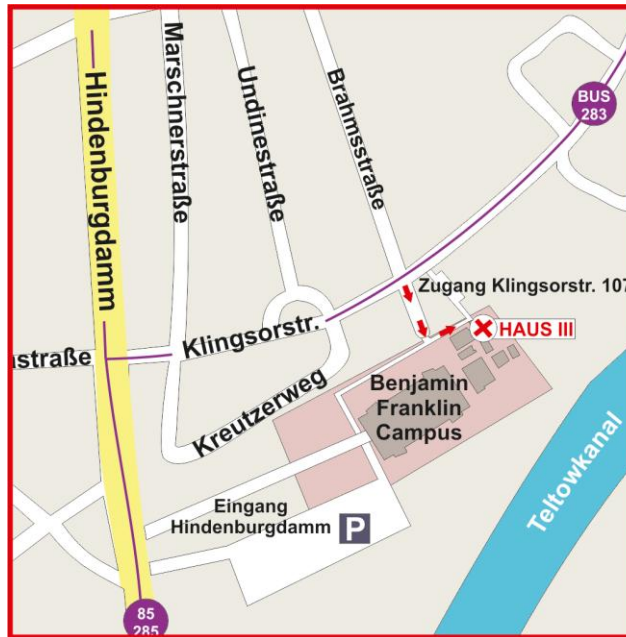 Hindenburgdamm
Marschnerstraße
Undinestraße
Brahmsstraße
BUS
283
Zugang Klingsorstr. 107
HAUS III
Klingsorstr.
nstraße
Kreutzerweg
Benjamin
Franklin
Campus
Teltowkanal
Eingang
Hindenburgdamm
P
85
285